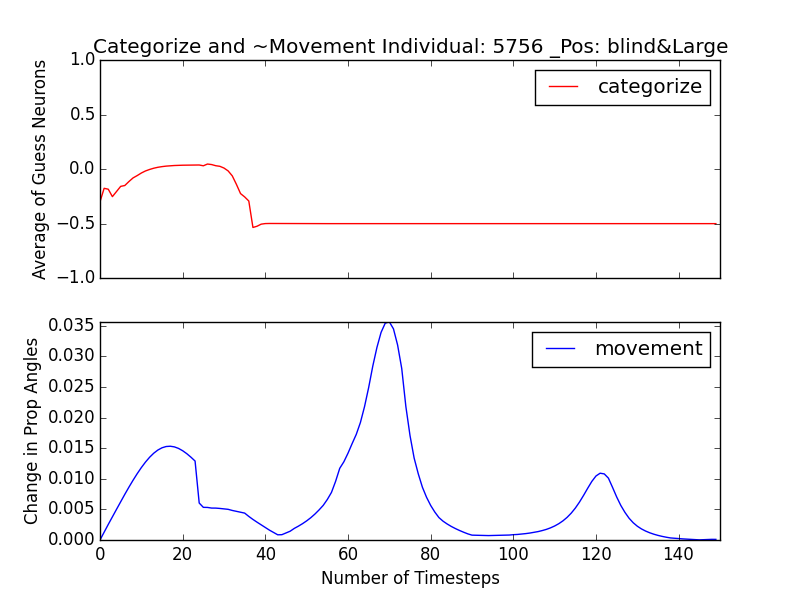 Categorize and ~Movement Individual: 5756 _Pos: blind&Large
1.0
0.5
0.0
−0.5
−1.0
Average of Guess Neurons
categorize
0.035
0.030
0.025
0.020
0.015
0.010
0.005
0.000
Change in Prop Angles
movement
0 20 40 60 80 100 120 140
Number of Timesteps